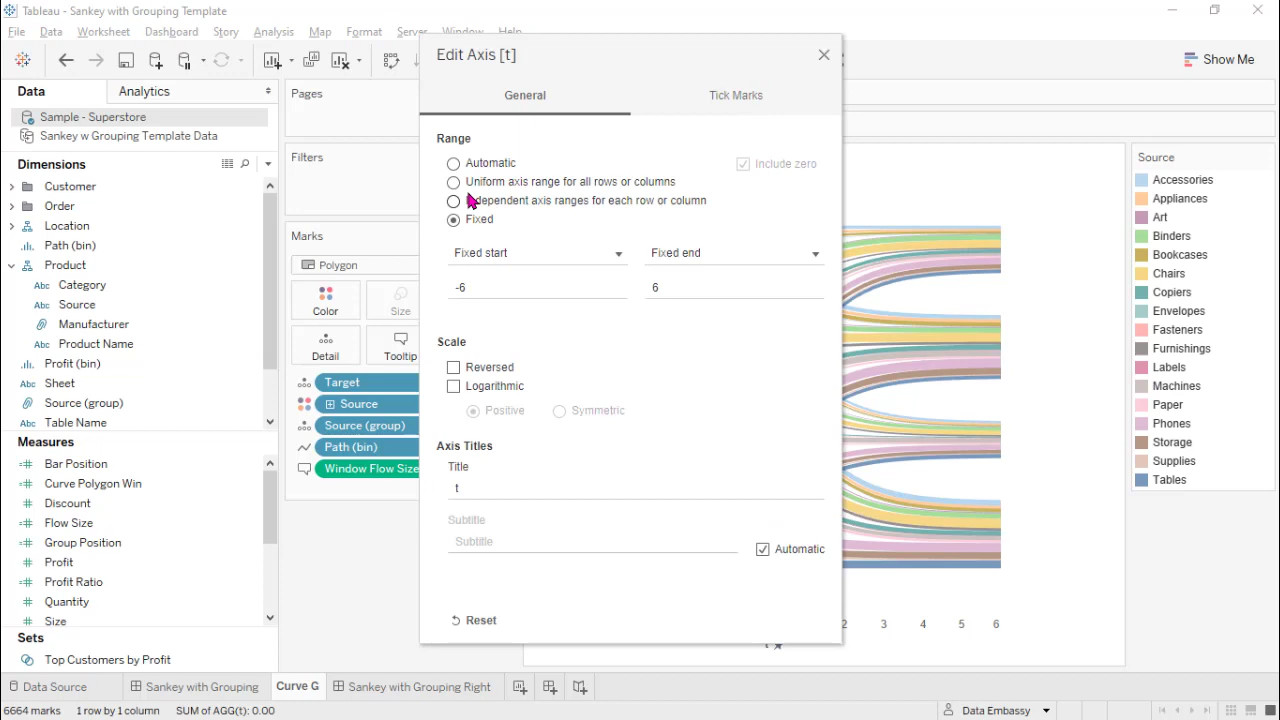 Tableau - Sankey with Grouping Template
File Data Worksheet Dashboard Story Analysis Map Format Server Window Help
Show Me
Data Analytics
Sample - Superstore
Sankey w Grouping Template Data
Dimensions
Customer
Order
Location
Path (bin)
Product
Abc Category
Abc Source
Manufacturer
Abc Product Name
Profit (bin)
Abc Sheet
Source (group)
Abc Table Name
Measures
Bar Position
Curve Polygon Win
Discount
Flow Size
Group Position
Profit
Profit Ratio
Quantity
Size
Sets
Top Customers by Profit
Pages
Filters
Marks
Polygon
Color Size
Detail Tooltip
Target
Source
Source (group)
Path (bin)
Window Flow Size
Edit Axis [t]
General Tick Marks
Range
Automatic Include zero
Uniform axis range for all rows or columns
Independent axis ranges for each row or column
Fixed
Fixed start Fixed end
-6 6
Scale
Reversed
Logarithmic
Positive Symmetric
Axis Titles
Title
t
Subtitle
Subtitle Automatic
Reset
2 3 4 5 6
t
Source
Accessories
Appliances
Art
Binders
Bookcases
Chairs
Copiers
Envelopes
Fasteners
Furnishings
Labels
Machines
Paper
Phones
Storage
Supplies
Tables
Data Source Sankey with Grouping Curve G Sankey with Grouping Right
6664 marks 1 row by 1 column SUM of AGG(t): 0.00 Data Embassy